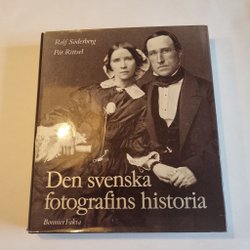 Rolf Söderberg
Pär Rittsel
Den svenska
fotografins historia
Bonnier Fakta